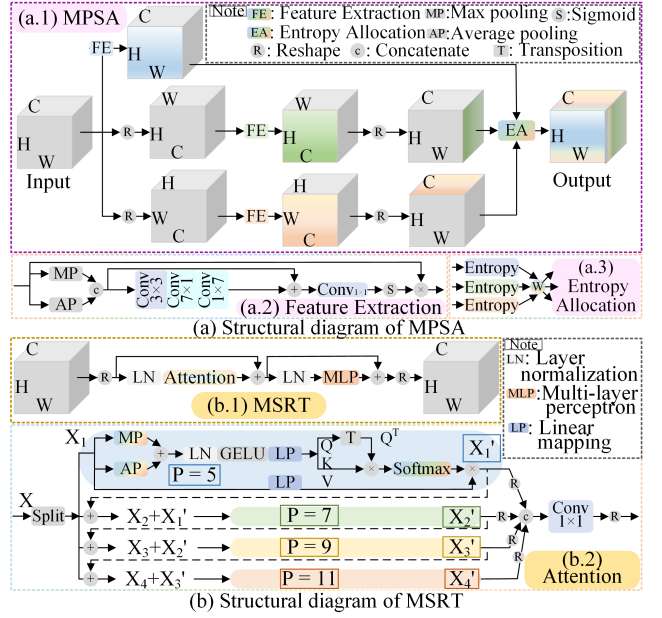 (a.1) MPSA
Note
FE: Feature Extraction MP: Max pooling S: Sigmoid
EA: Entropy Allocation AP: Average pooling
R: Reshape c: Concatenate T: Transposition
FE
C
H
W
C
H
W
Input
R
W
H
C
FE
W
H
C
R
C
H
W
EA
C
H
W
Output
R
H
W
C
FE
H
W
C
R
C
H
W
MP
AP
c
Conv 3×3
Conv 7×1
Conv 1×7
+
Conv1×1
S
×
(a.2) Feature Extraction
Entropy
Entropy
Entropy
W
(a.3)
Entropy
Allocation
(a) Structural diagram of MPSA
C
H
W
R
LN
Attention
+
LN
MLP
+
R
C
H
W
(b.1) MSRT
Note
LN: Layer
normalization
MLP: Multi-layer
perceptron
LP: Linear
mapping
X1
MP
AP
+
LN
GELU
LP
Q
K
V
T
QT
×
Softmax
×
X1'
P = 5
LP
X
Split
+
X2+X1'
P = 7
X2'
+
X3+X2'
P = 9
X3'
+
X4+X3'
P = 11
X4'
R
R
R
R
c
Conv
1×1
R
(b.2)
Attention
(b) Structural diagram of MSRT